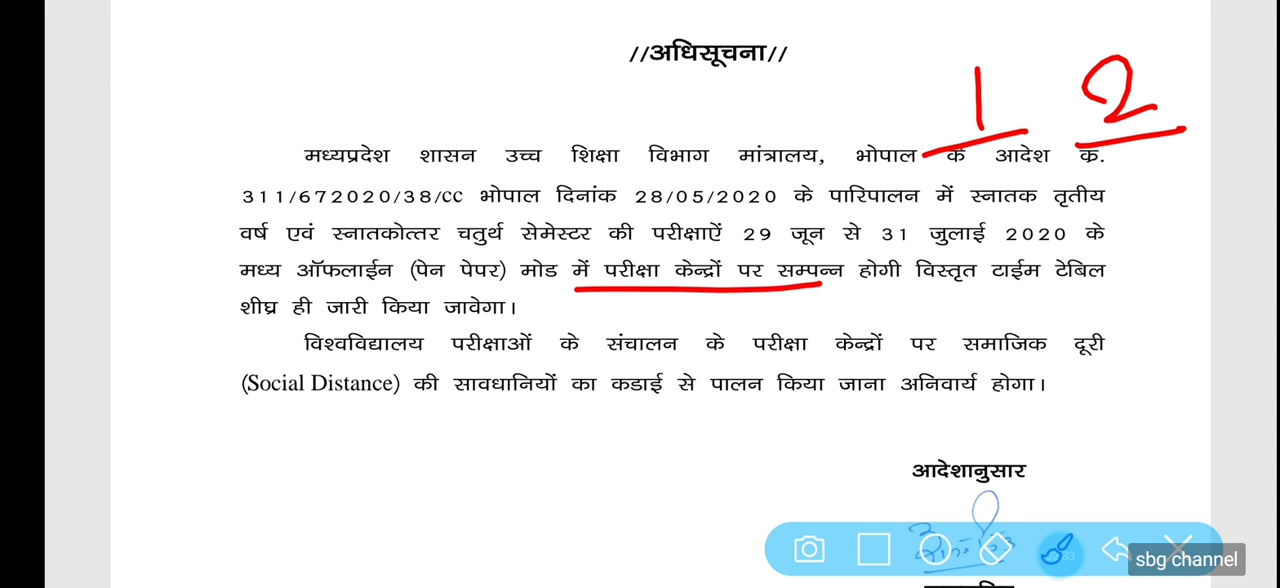 //अधिसूचना//
1 2
मध्यप्रदेश शासन उच्च शिक्षा विभाग मांत्रालय, भोपाल के आदेश क.
311/672020/38/cc भोपाल दिनांक 28/05/2020 के पारिपालन में स्नातक तृतीय
वर्ष एवं स्नातकोत्तर चतुर्थ सेमेस्टर की परीक्षाऐं 29 जून से 31 जुलाई 2020 के
मध्य ऑफलाईन (पेन पेपर) मोड में परीक्षा केन्द्रों पर सम्पन्न होगी विस्तृत टाईम टेबिल
शीघ्र ही जारी किया जावेगा।
विश्वविद्यालय परीक्षाओं के संचालन के परीक्षा केन्द्रों पर समाजिक दूरी
(Social Distance) की सावधानियों का कडाई से पालन किया जाना अनिवार्य होगा।
आदेशानुसार
sbg channel